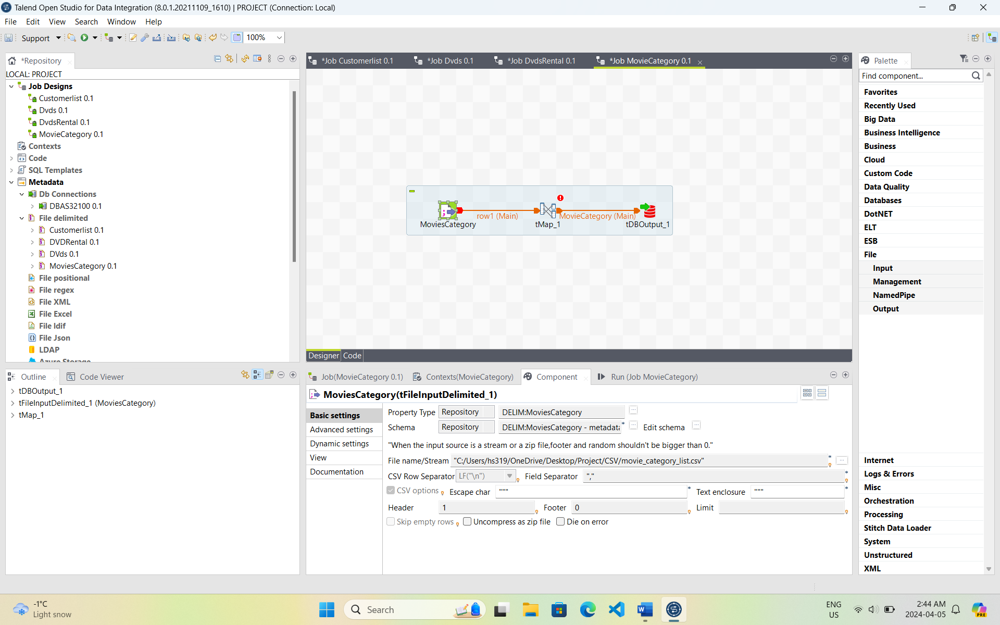 Talend Open Studio for Data Integration (8.0.1.20211109_1610) | PROJECT (Connection: Local)
File Edit View Search Window Help
Support 100%
*Repository
LOCAL: PROJECT
Job Designs
Customerlist 0.1
Dvds 0.1
DvdsRental 0.1
MovieCategory 0.1
Contexts
Code
SQL Templates
Metadata
Db Connections
DBAS32100 0.1
File delimited
Customerlist 0.1
DVDRental 0.1
DVds 0.1
MoviesCategory 0.1
File positional
File regex
File XML
File Excel
File ldif
File Json
LDAP
Azure Storage
*Job Customerlist 0.1 *Job Dvds 0.1 *Job DvdsRental 0.1 *Job MovieCategory 0.1
row1 (Main) MovieCategory (Main)
MoviesCategory tMap_1 tDBOutput_1
Designer Code
Palette
Find component...
Favorites
Recently Used
Big Data
Business Intelligence
Business
Cloud
Custom Code
Data Quality
Databases
DotNET
ELT
ESB
File
Input
Management
NamedPipe
Output
Internet
Logs & Errors
Misc
Orchestration
Processing
Stitch Data Loader
System
Unstructured
XML
Outline Code Viewer
tDBOutput_1
tFileInputDelimited_1 (MoviesCategory)
tMap_1
Job(MovieCategory 0.1) Contexts(MovieCategory) Component Run (Job MovieCategory)
MoviesCategory(tFileInputDelimited_1)
Basic settings
Advanced settings
Dynamic settings
View
Documentation
Property Type Repository DELIM:MoviesCategory ...
Schema Repository DELIM:MoviesCategory - metadata * ... Edit schema ...
"When the input source is a stream or a zip file,footer and random shouldn't be bigger than 0."
File name/Stream "C:/Users/hs319/OneDrive/Desktop/Project/CSV/movie_category_list.csv" * ...
CSV Row Separator LF("\n") Field Separator "," *
CSV options Escape char """ * Text enclosure """ *
Header 1 Footer 0 Limit
Skip empty rows Uncompress as zip file Die on error
-1°C
Light snow
Search
ENG
US
2:44 AM
2024-04-05
PRE